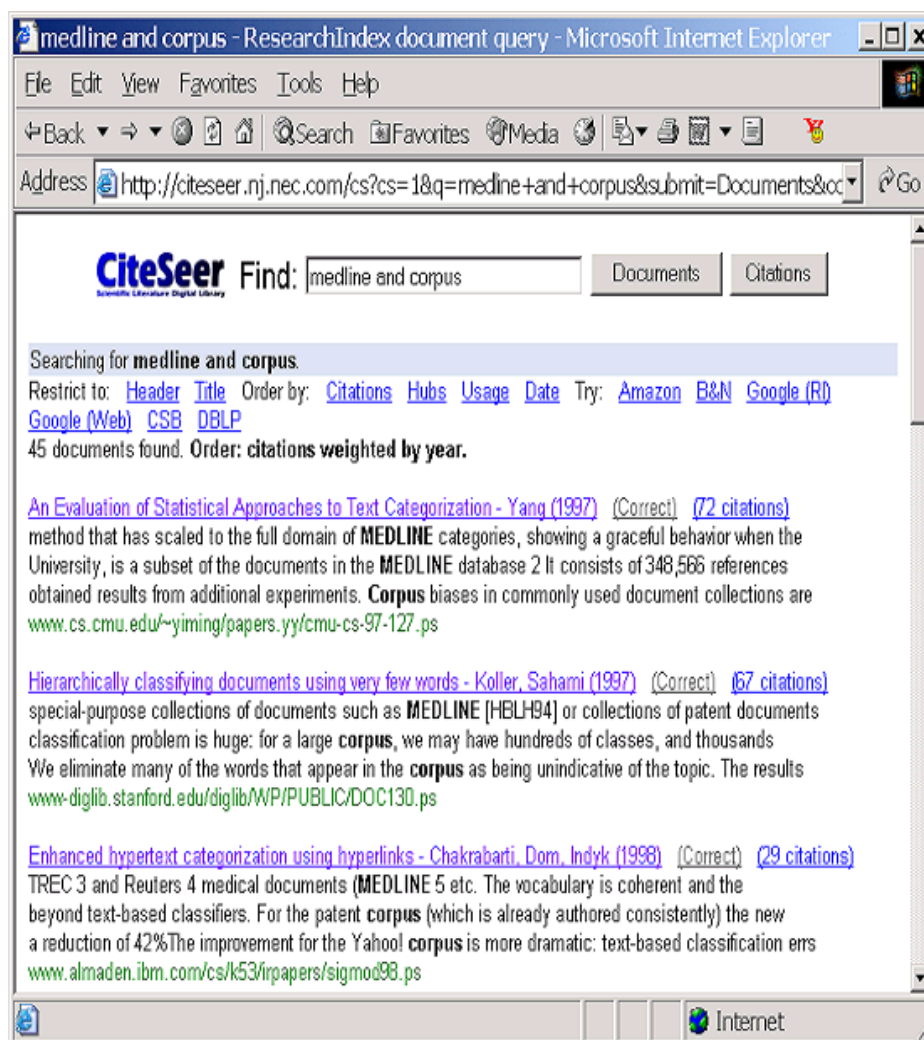 medline and corpus - ResearchIndex document query - Microsoft Internet Explorer
File Edit View Favorites Tools Help
Back Search Favorites Media
Address http://citeseer.nj.nec.com/cs?cs=1&q=medline+and+corpus&submit=Documents&cc Go
CiteSeer Find: medline and corpus Documents Citations
Scientific Literature Digital Library
Searching for medline and corpus.
Restrict to: Header Title Order by: Citations Hubs Usage Date Try: Amazon B&N Google (RI)
Google (Web) CSB DBLP
45 documents found. Order: citations weighted by year.
An Evaluation of Statistical Approaches to Text Categorization - Yang (1997) (Correct) (72 citations)
method that has scaled to the full domain of MEDLINE categories, showing a graceful behavior when the
University, is a subset of the documents in the MEDLINE database 2 It consists of 348,566 references
obtained results from additional experiments. Corpus biases in commonly used document collections are
www.cs.cmu.edu/~yiming/papers.yy/cmu-cs-97-127.ps
Hierarchically classifying documents using very few words - Koller, Sahami (1997) (Correct) (67 citations)
special-purpose collections of documents such as MEDLINE [HBLH94] or collections of patent documents
classification problem is huge: for a large corpus, we may have hundreds of classes, and thousands
We eliminate many of the words that appear in the corpus as being unindicative of the topic. The results
www-diglib.stanford.edu/diglib/WP/PUBLIC/DOC130.ps
Enhanced hypertext categorization using hyperlinks - Chakrabarti, Dom, Indyk (1998) (Correct) (29 citations)
TREC 3 and Reuters 4 medical documents (MEDLINE 5 etc. The vocabulary is coherent and the
beyond text-based classifiers. For the patent corpus (which is already authored consistently) the new
a reduction of 42%The improvement for the Yahoo! corpus is more dramatic: text-based classification errs
www.almaden.ibm.com/cs/k53/irpapers/sigmod98.ps
Internet